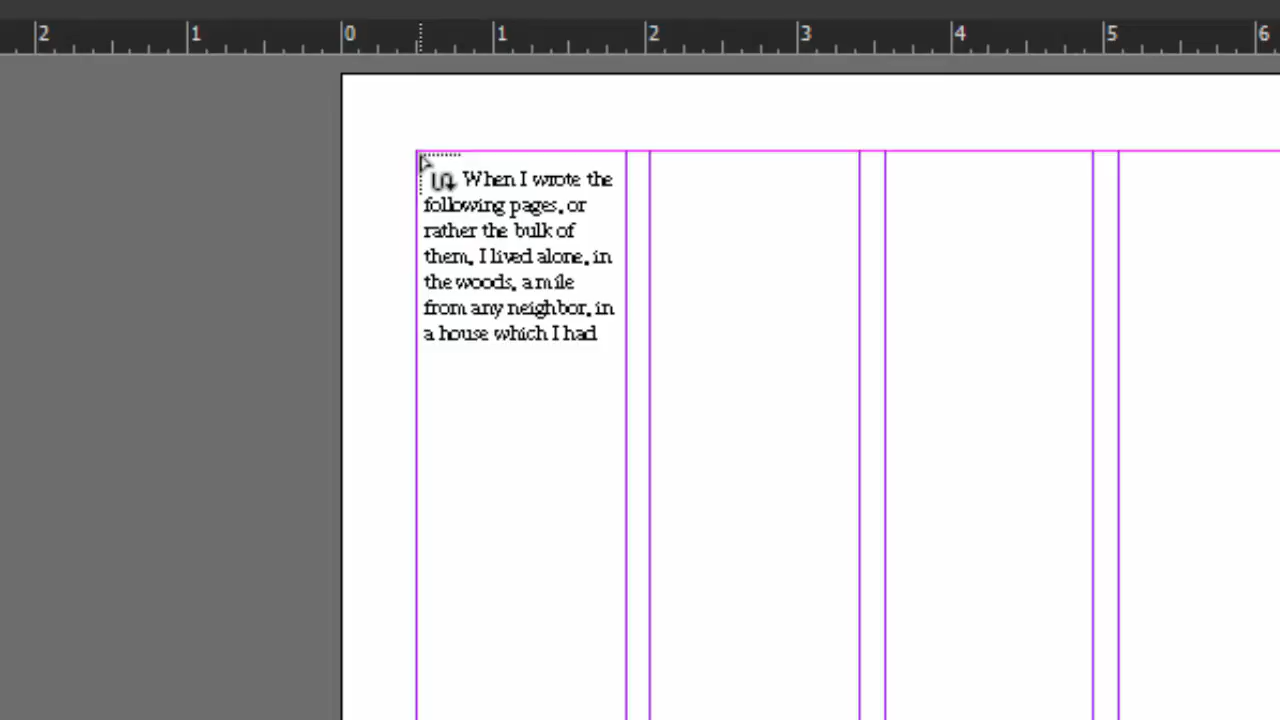 2 1 0 1 2 3 4 5 6
When I wrote the
following pages, or
rather the bulk of
them, I lived alone, in
the woods, a mile
from any neighbor, in
a house which I had